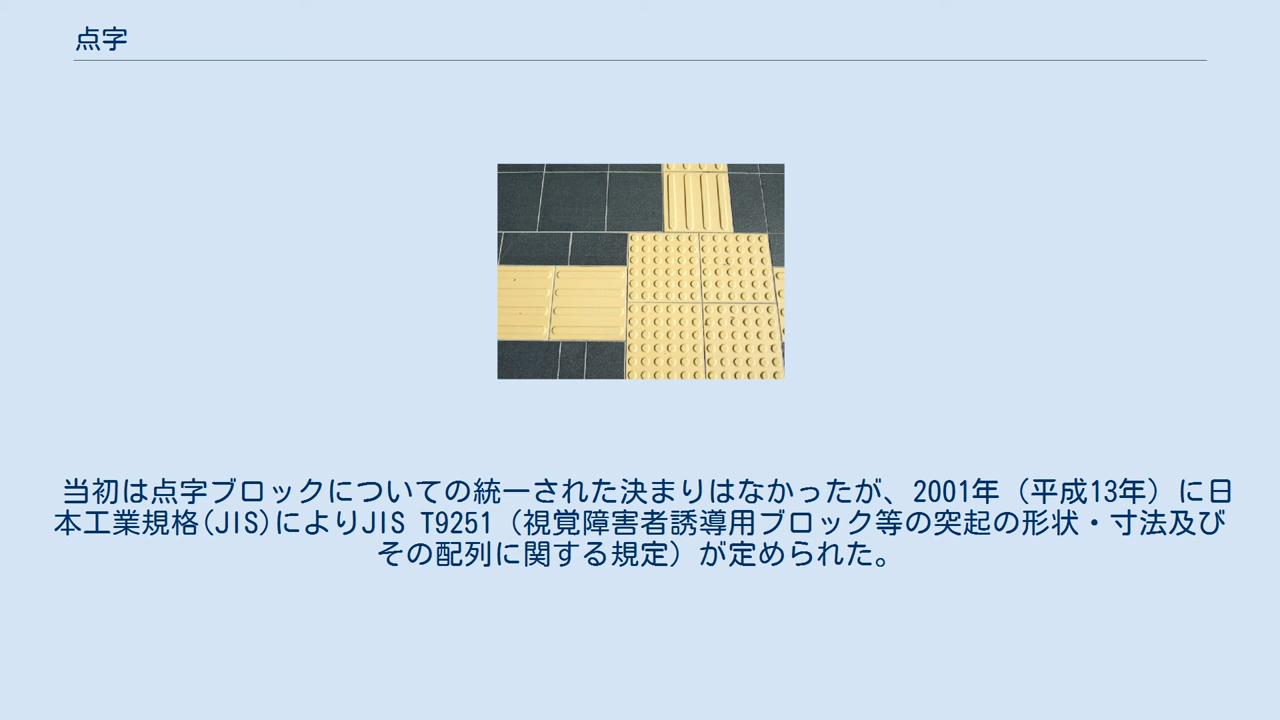 点字
当初は点字ブロックについての統一された決まりはなかったが、2001年（平成13年）に日
本工業規格(JIS)によりJIS T9251（視覚障害者誘導用ブロック等の突起の形状・寸法及び
その配列に関する規定）が定められた。